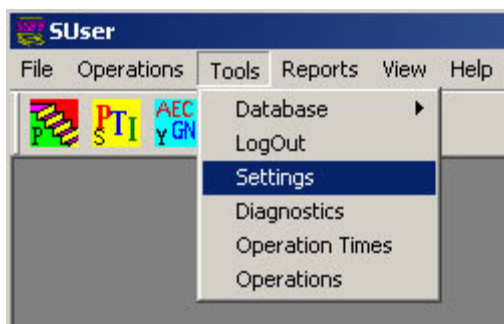 SUser
File Operations Tools Reports View Help
P PTI S AEC Y GN
Database
LogOut
Settings
Diagnostics
Operation Times
Operations